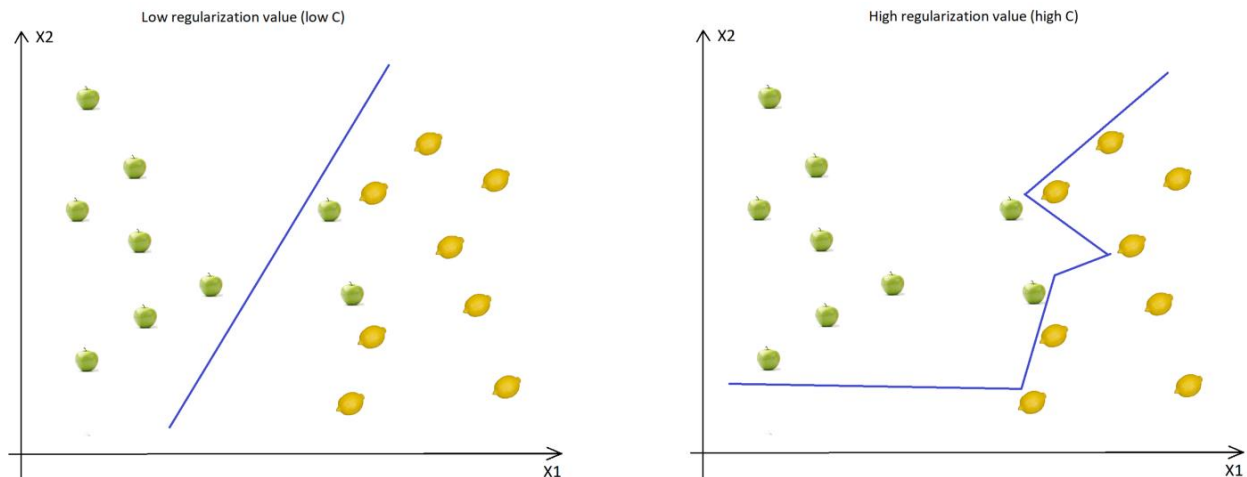 Low regularization value (low C)
X2
X1
High regularization value (high C)
X2
X1